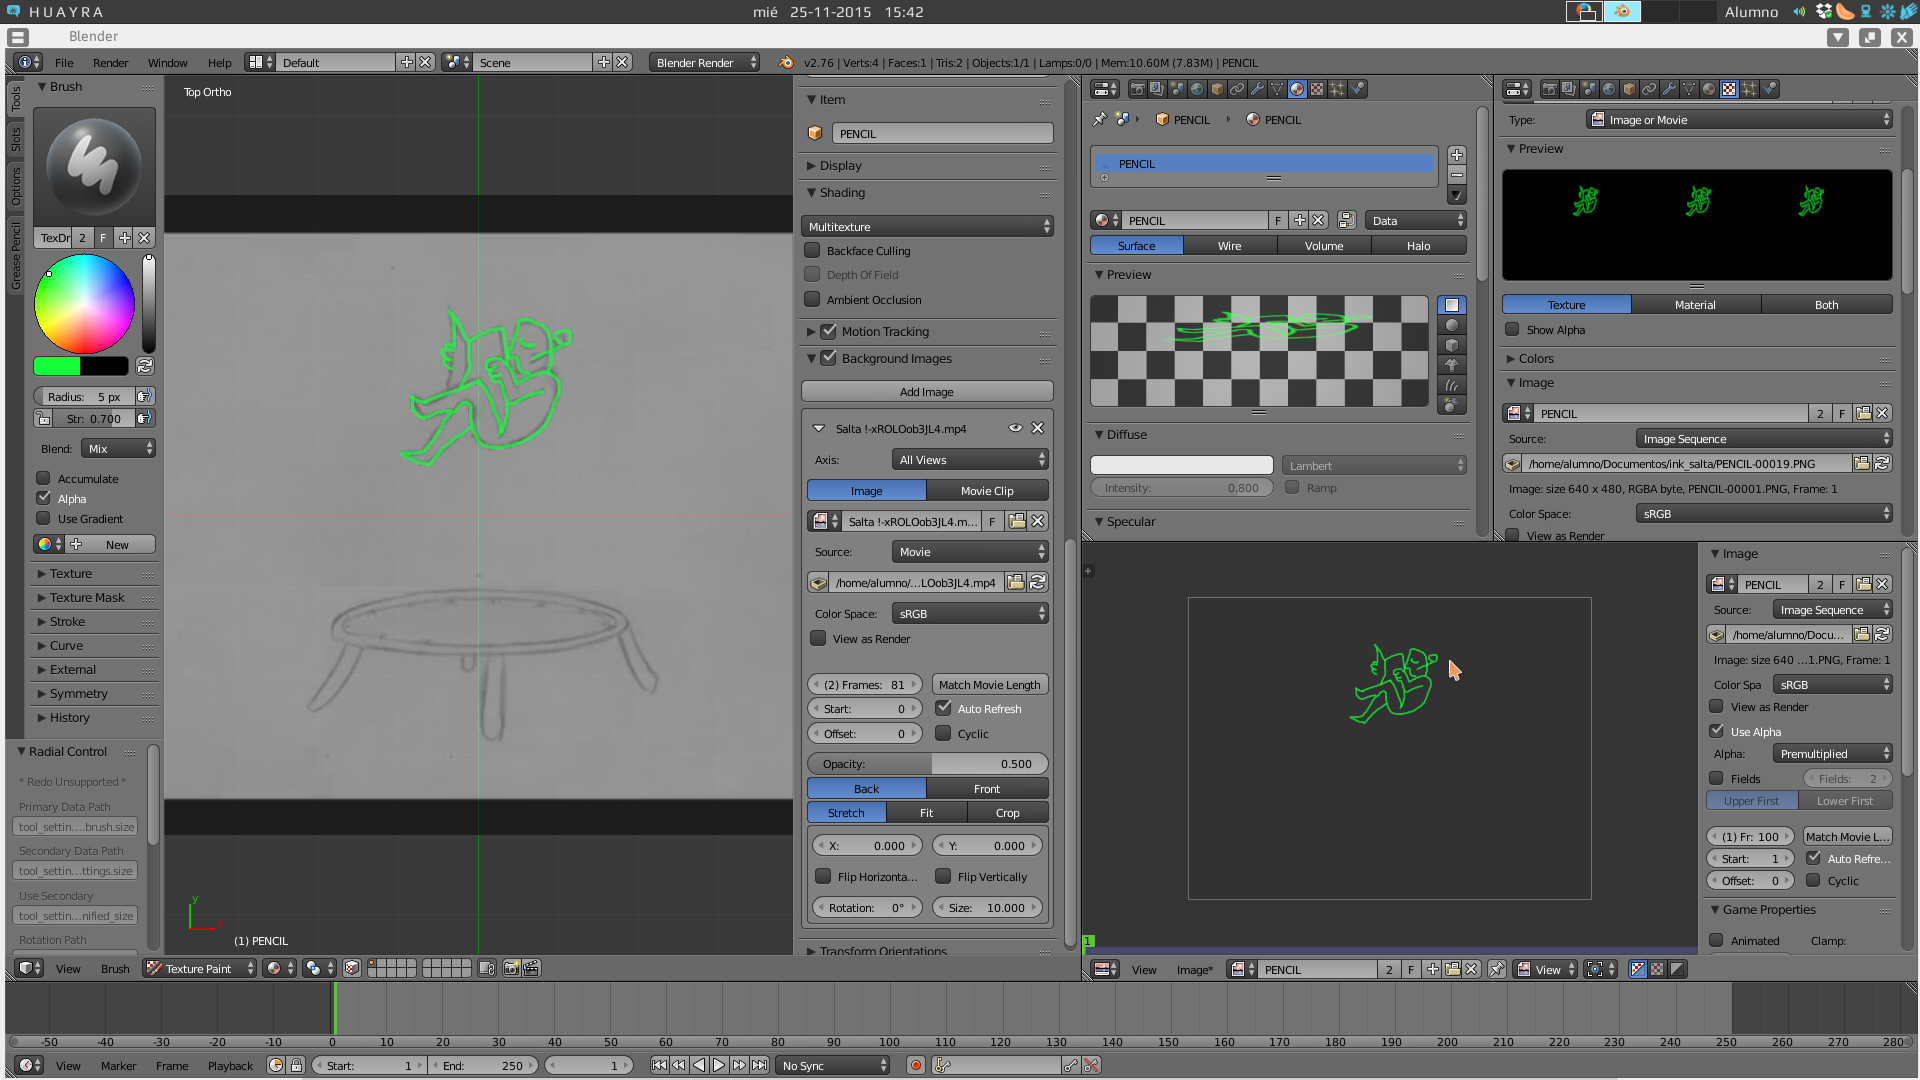 HUAYRA
mié 25-11-2015 15:42
Alumno
Blender
File Render Window Help
Default
Scene
Blender Render
v2.76 | Verts:4 | Faces:1 | Tris:2 | Objects:1/1 | Lamps:0/0 | Mem:10.60M (7.83M) | PENCIL
Tools
Slots
Options
Grease Pencil
Brush
TexDr 2 F
Radius: 5 px
Str: 0.700
Blend: Mix
Accumulate
Alpha
Use Gradient
New
Texture
Texture Mask
Stroke
Curve
External
Symmetry
History
Radial Control
* Redo Unsupported *
Primary Data Path
tool_settin....brush.size
Secondary Data Path
tool_settin...ttings.size
Use Secondary
tool_settin...nified_size
Rotation Path
Top Ortho
y
x
(1) PENCIL
View Brush Texture Paint
Item
PENCIL
Display
Shading
Multitexture
Backface Culling
Depth Of Field
Ambient Occlusion
Motion Tracking
Background Images
Add Image
Salta !-xROLOob3JL4.mp4
Axis: All Views
Image Movie Clip
Salta !-xROLOob3JL4.m... F
Source: Movie
/home/alumno/...LOob3JL4.mp4
Color Space: sRGB
View as Render
(2) Frames: 81 Match Movie Length
Start: 0 Auto Refresh
Offset: 0 Cyclic
Opacity: 0.500
Back Front
Stretch Fit Crop
X: 0.000 Y: 0.000
Flip Horizonta... Flip Vertically
Rotation: 0° Size: 10.000
Transform Orientations
PENCIL PENCIL
PENCIL
PENCIL F Data
Surface Wire Volume Halo
Preview
Diffuse
Lambert
Intensity: 0.800 Ramp
Specular
Type: Image or Movie
Preview
Texture Material Both
Show Alpha
Colors
Image
PENCIL 2 F
Source: Image Sequence
/home/alumno/Documentos/ink_salta/PENCIL-00019.PNG
Image: size 640 x 480, RGBA byte, PENCIL-00001.PNG, Frame: 1
Color Space: sRGB
View as Render
1
View Image* PENCIL 2 F View
Image
PENCIL 2 F
Source: Image Sequence
/home/alumno/Docu...
Image: size 640 ...1.PNG, Frame: 1
Color Spa sRGB
View as Render
Use Alpha
Alpha: Premultiplied
Fields Fields: 2
Upper First Lower First
(1) Fr: 100 Match Movie L...
Start: 1 Auto Refre...
Offset: 0 Cyclic
Game Properties
Animated Clamp:
-50 -40 -30 -20 -10 0 10 20 30 40 50 60 70 80 90 100 110 120 130 140 150 160 170 180 190 200 210 220 230 240 250 260 270 280
View Marker Frame Playback Start: 1 End: 250 1 No Sync